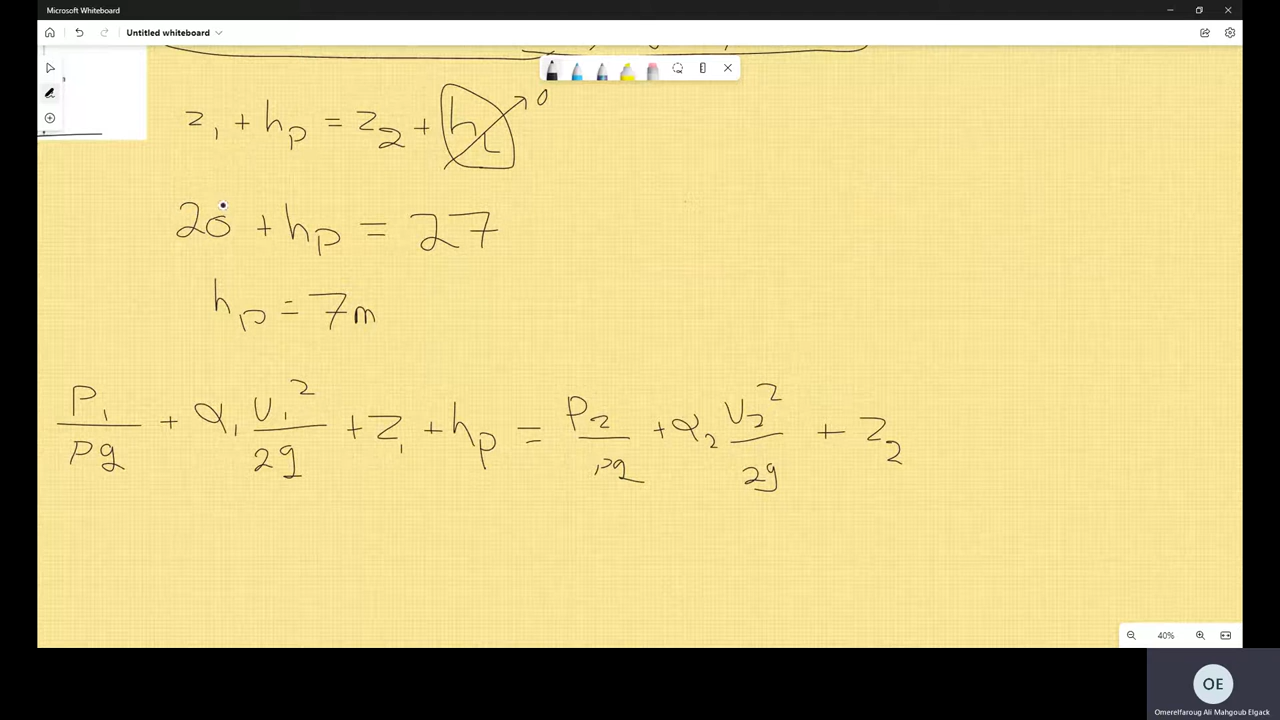 Microsoft Whiteboard
Untitled whiteboard
z₁ + hp = z₂ + hL → 0
20 + hp = 27
hp = 7m
P₁/ρg + α₁ V₁²/2g + z₁ + hp = P₂/ρg + α₂ V₂²/2g + z₂
40%
OE
Omerelfaroug Ali Mahgoub Elgack